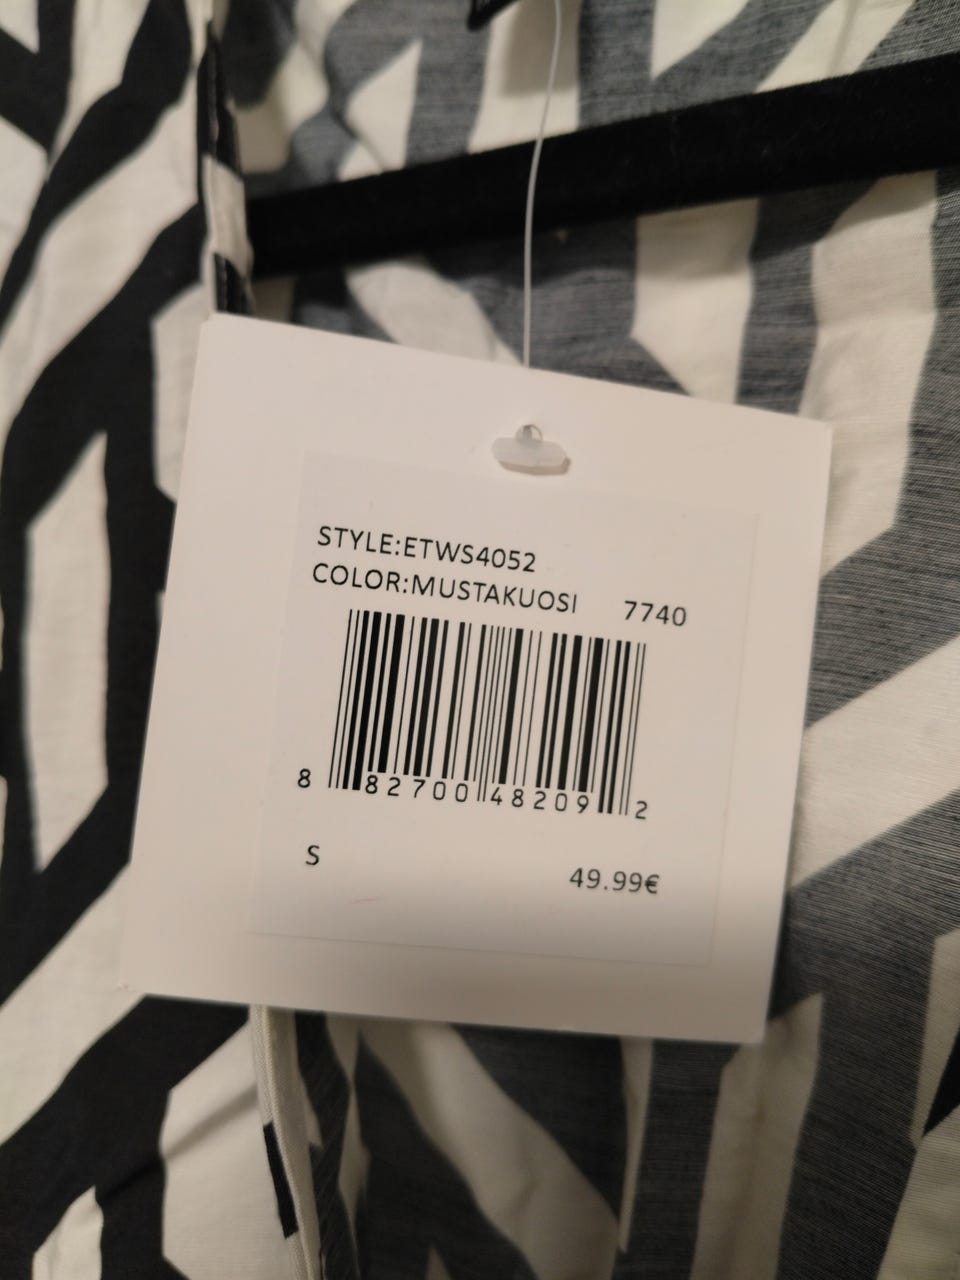 STYLE:ETWS4052
COLOR:MUSTAKUOSI 7740
8 82700 48209 2
S 49.99€